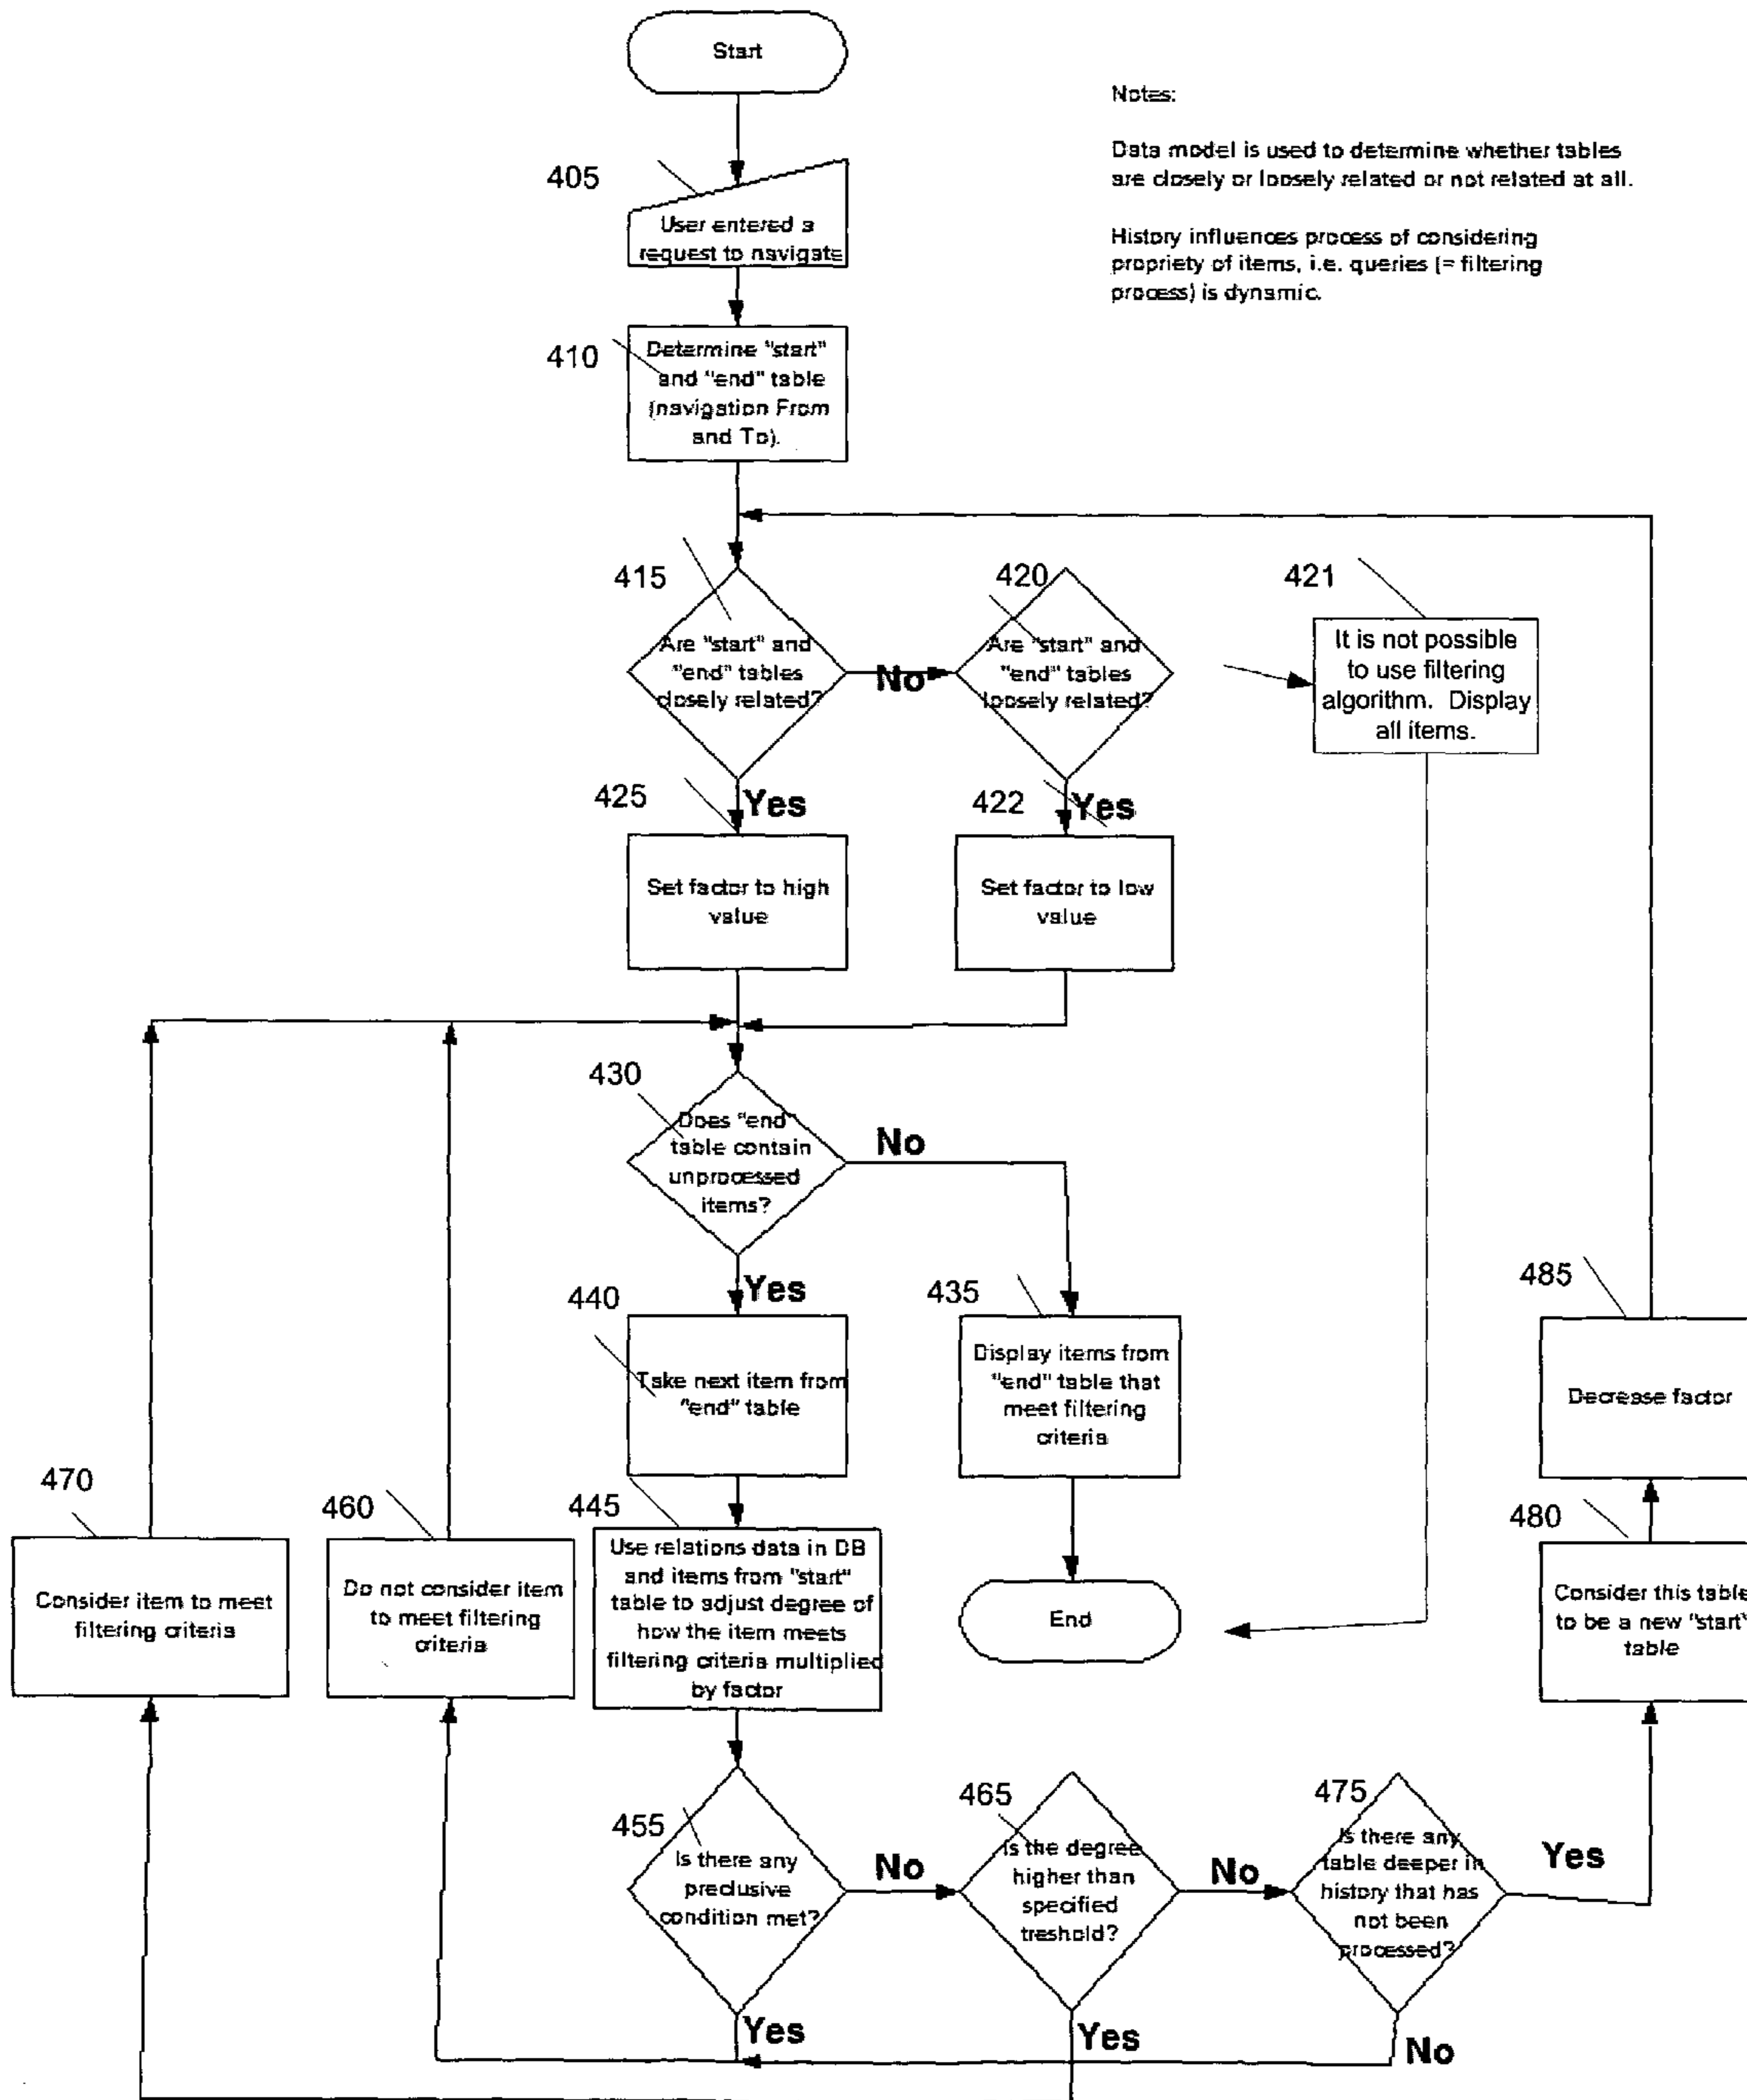 Start
Notes:
Data model is used to determine whether tables
are closely or loosely related or not related at all.
History influences process of considering
propriety of items, i.e. queries (= filtering
process) is dynamic.
405
User entered a
request to navigate
410
Determine "start"
and "end" table
(navigation From
and To).
415
Are "start" and
"end" tables
closely related?
No
420
Are "start" and
"end" tables
loosely related?
421
It is not possible
to use filtering
algorithm. Display
all items.
425
Yes
422
Yes
Set factor to high
value
Set factor to low
value
430
Does "end"
table contain
unprocessed
items?
No
Yes
440
Take next item from
"end" table
435
Display items from
"end" table that
meet filtering
criteria
485
Decrease factor
470
Consider item to meet
filtering criteria
460
Do not consider item
to meet filtering
criteria
445
Use relations data in DB
and items from "start"
table to adjust degree of
how the item meets
filtering criteria multiplied
by factor
End
480
Consider this table
to be a new "start"
table
455
Is there any
preclusive
condition met?
No
465
Is the degree
higher than
specified
treshold?
No
475
Is there any
table deeper in
history that has
not been
processed?
Yes
Yes
Yes
No